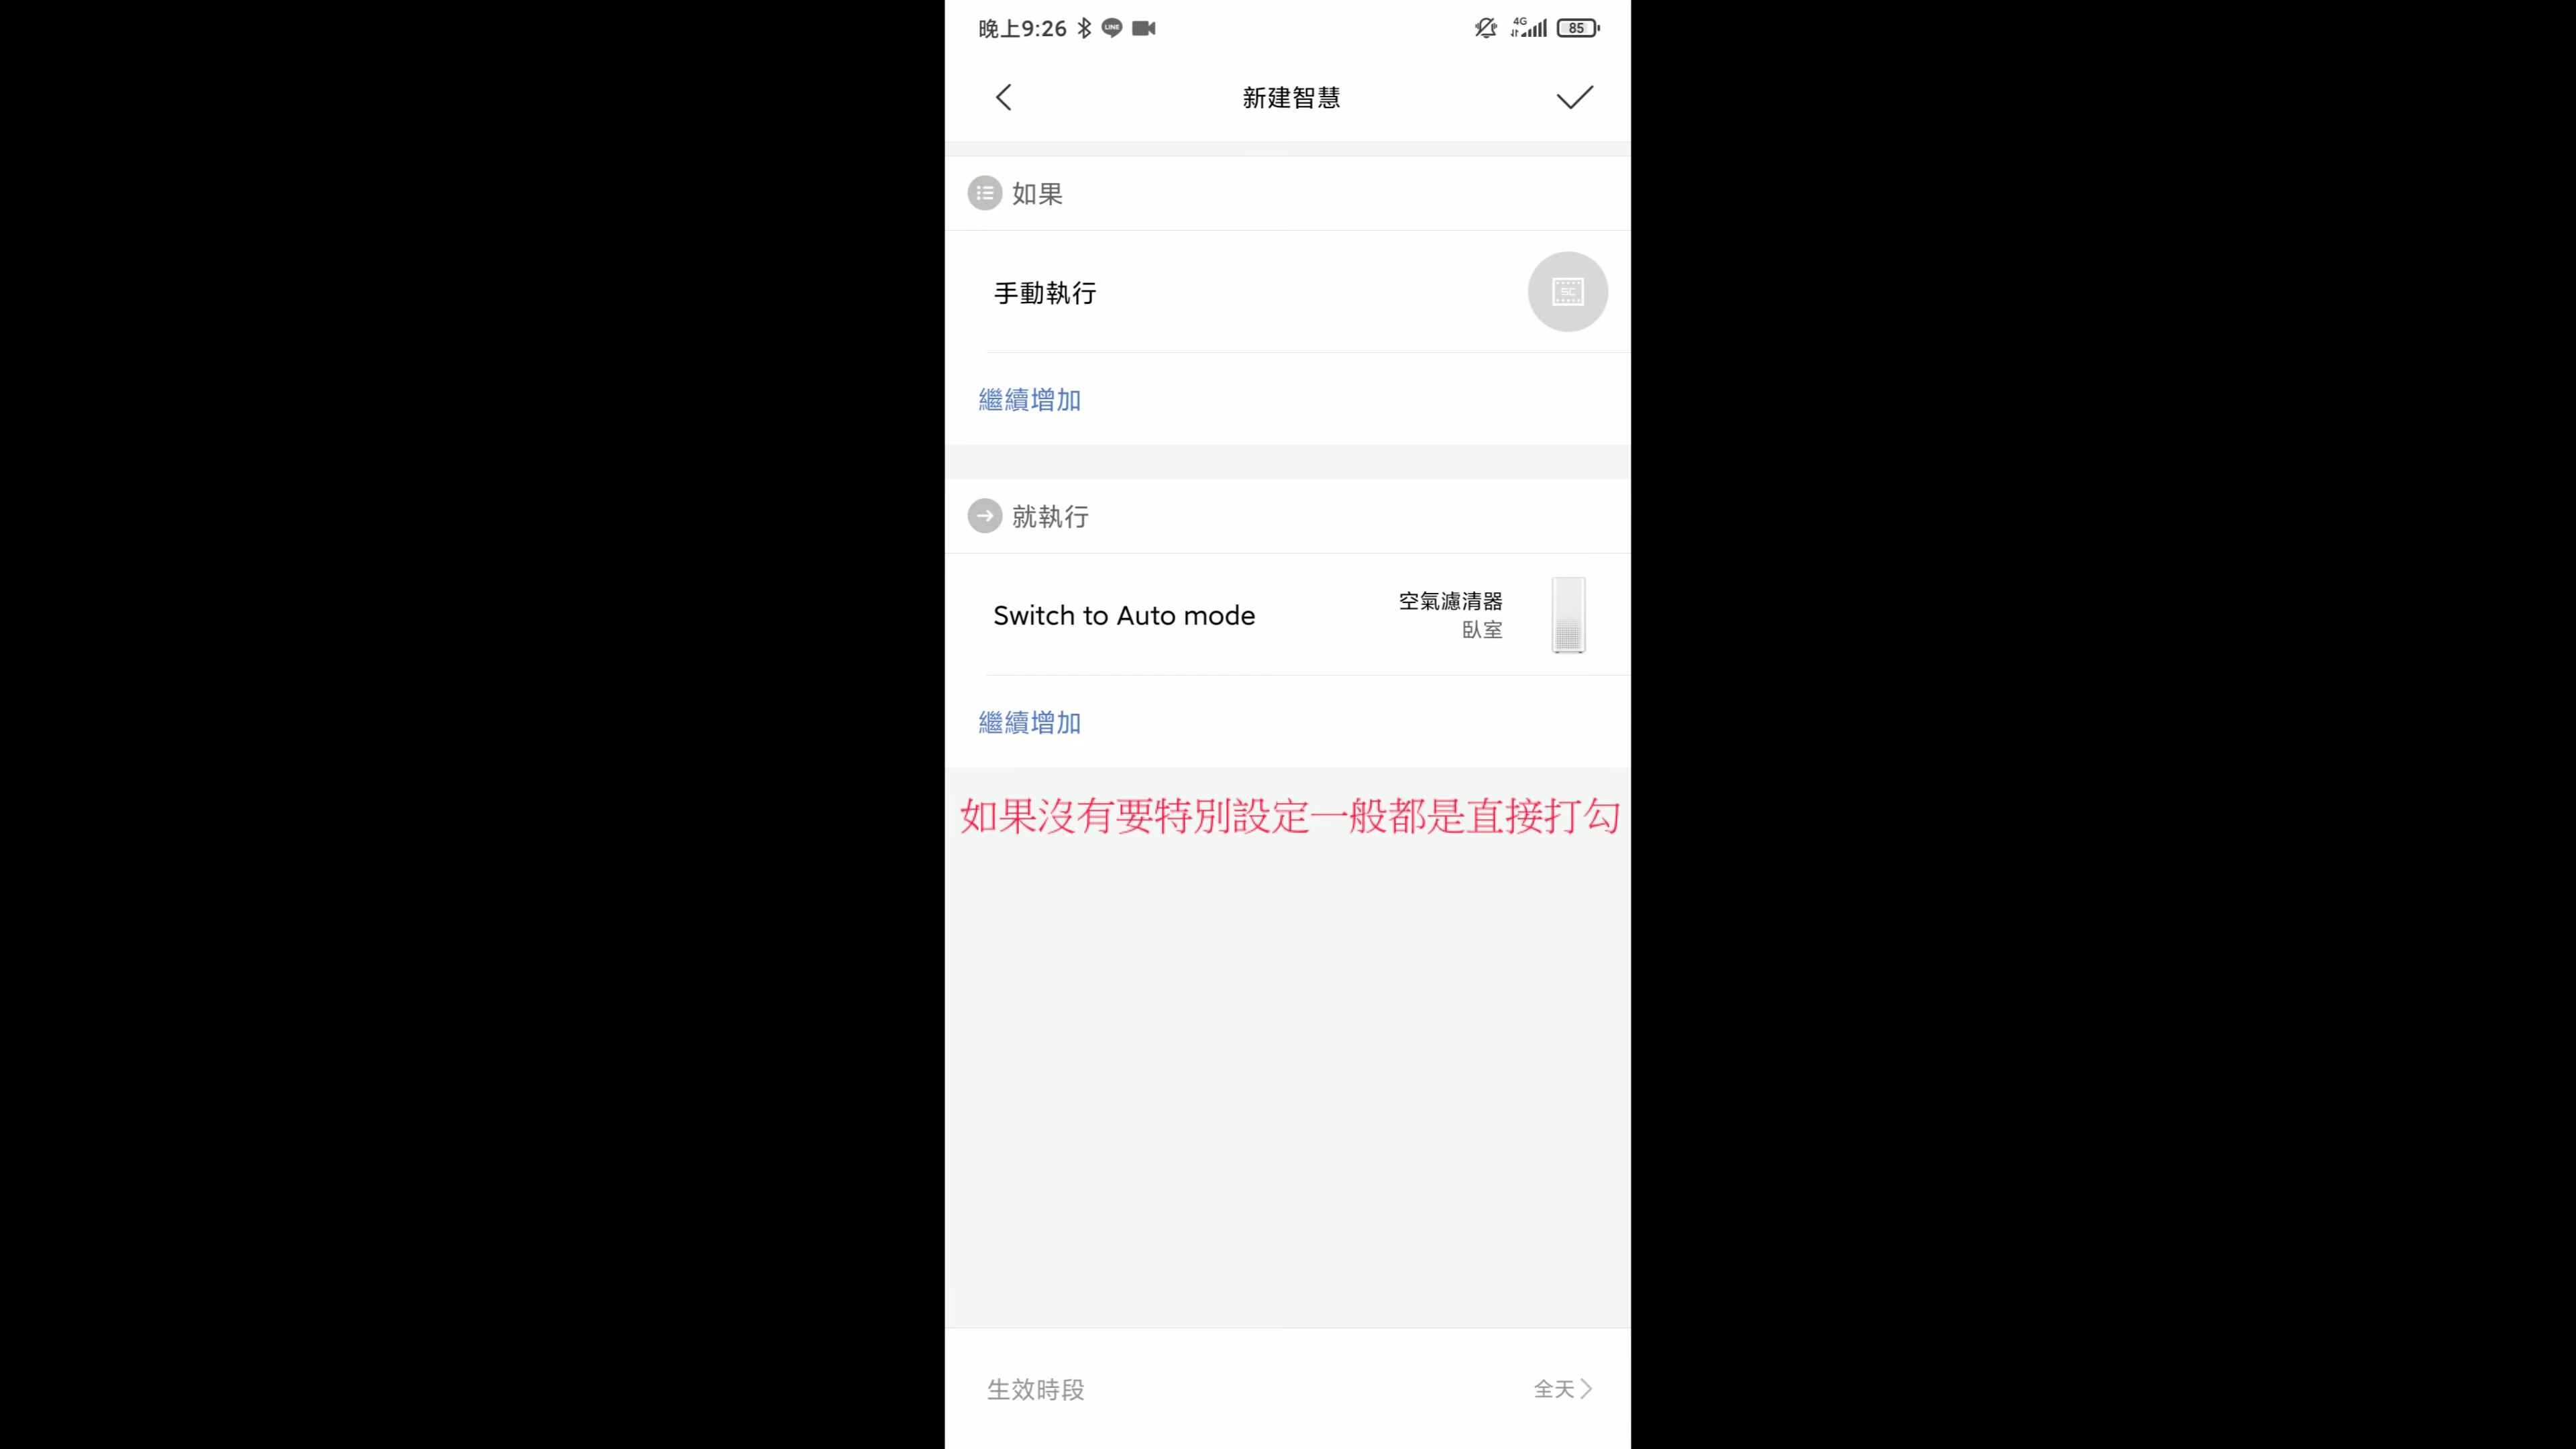 晚上9:26 LINE 4G 85
新建智慧
如果
手動執行 SC
繼續增加
就執行
Switch to Auto mode
空氣濾清器
臥室
繼續增加
如果沒有要特別設定一般都是直接打勾
生效時段 全天